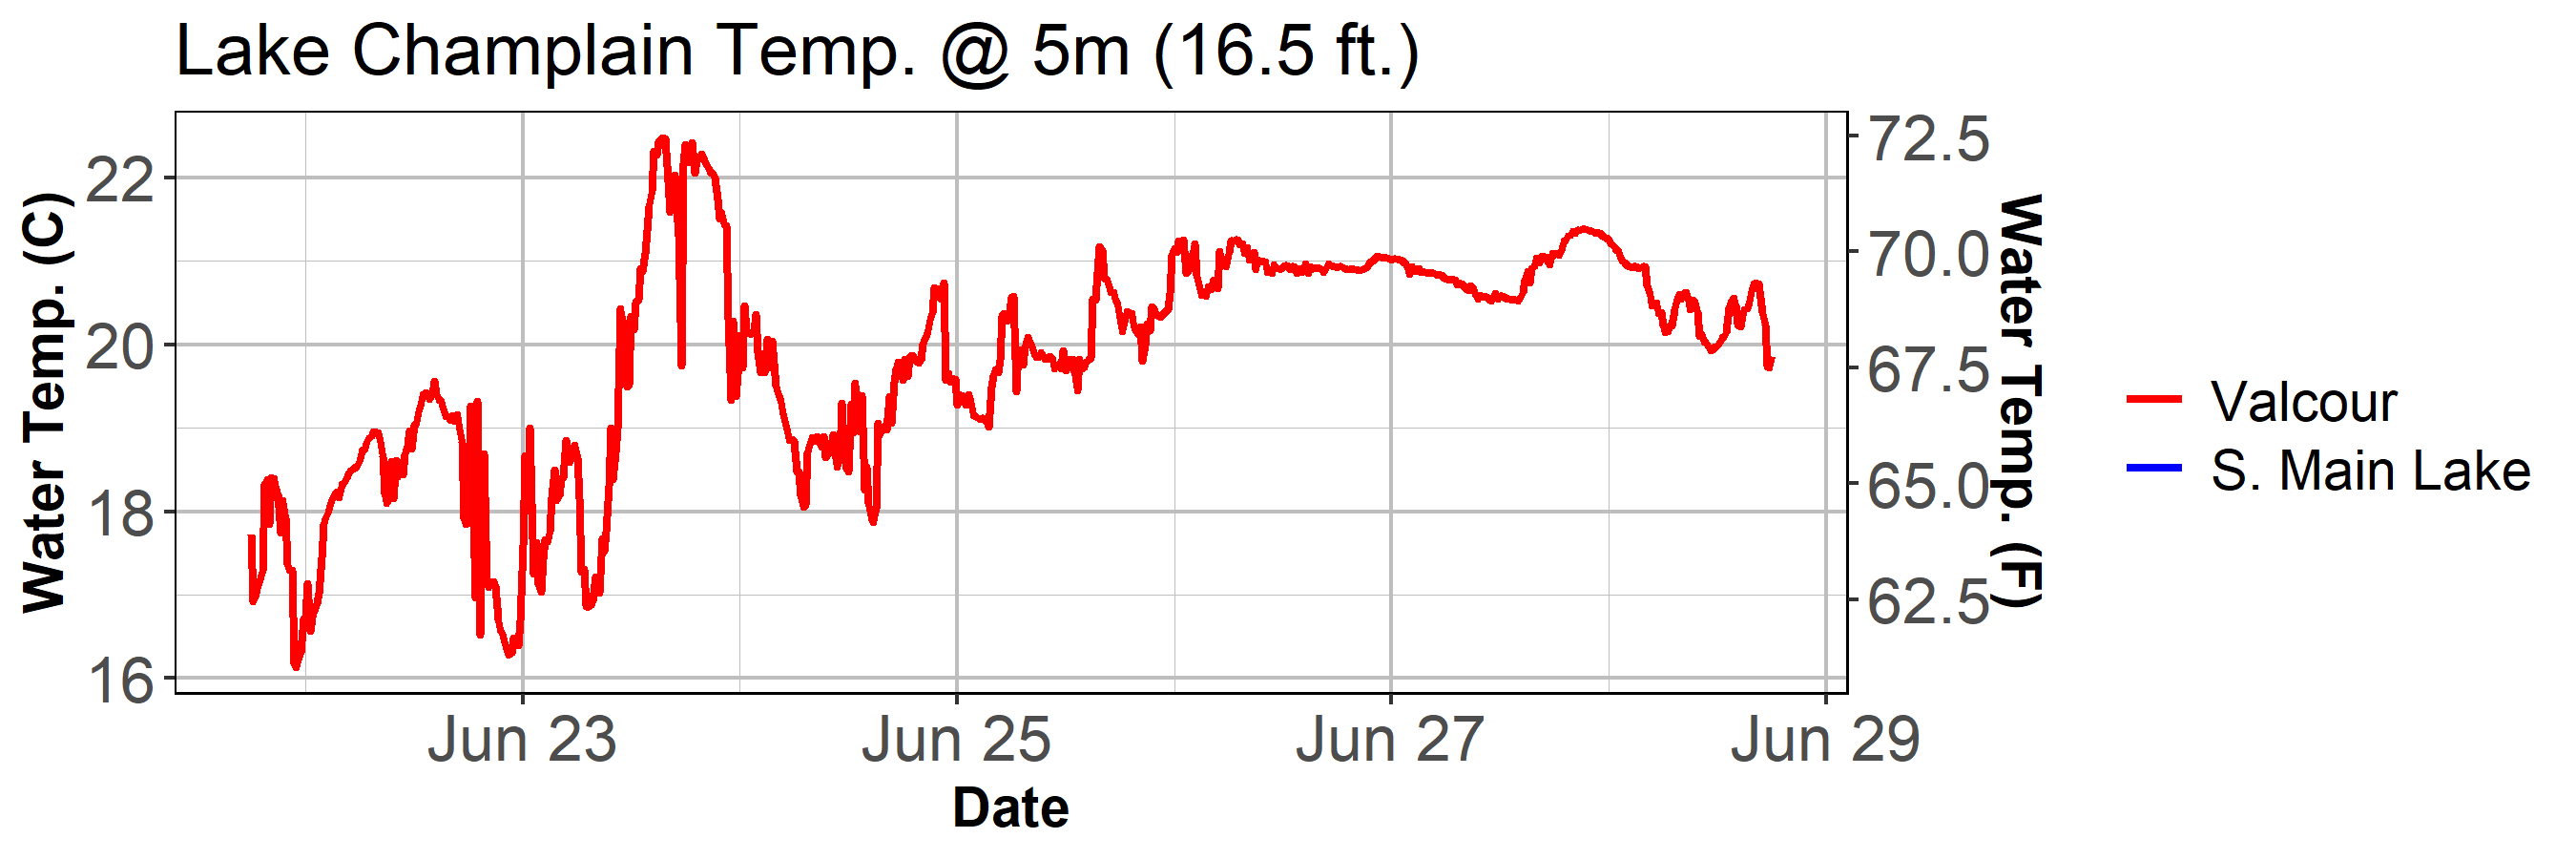 Lake Champlain Temp. @ 5m (16.5 ft.)
Water Temp. (C)
22
20
18
16
72.5
70.0
67.5
65.0
62.5
Water Temp. (F)
Jun 23
Jun 25
Jun 27
Jun 29
Date
Valcour
S. Main Lake